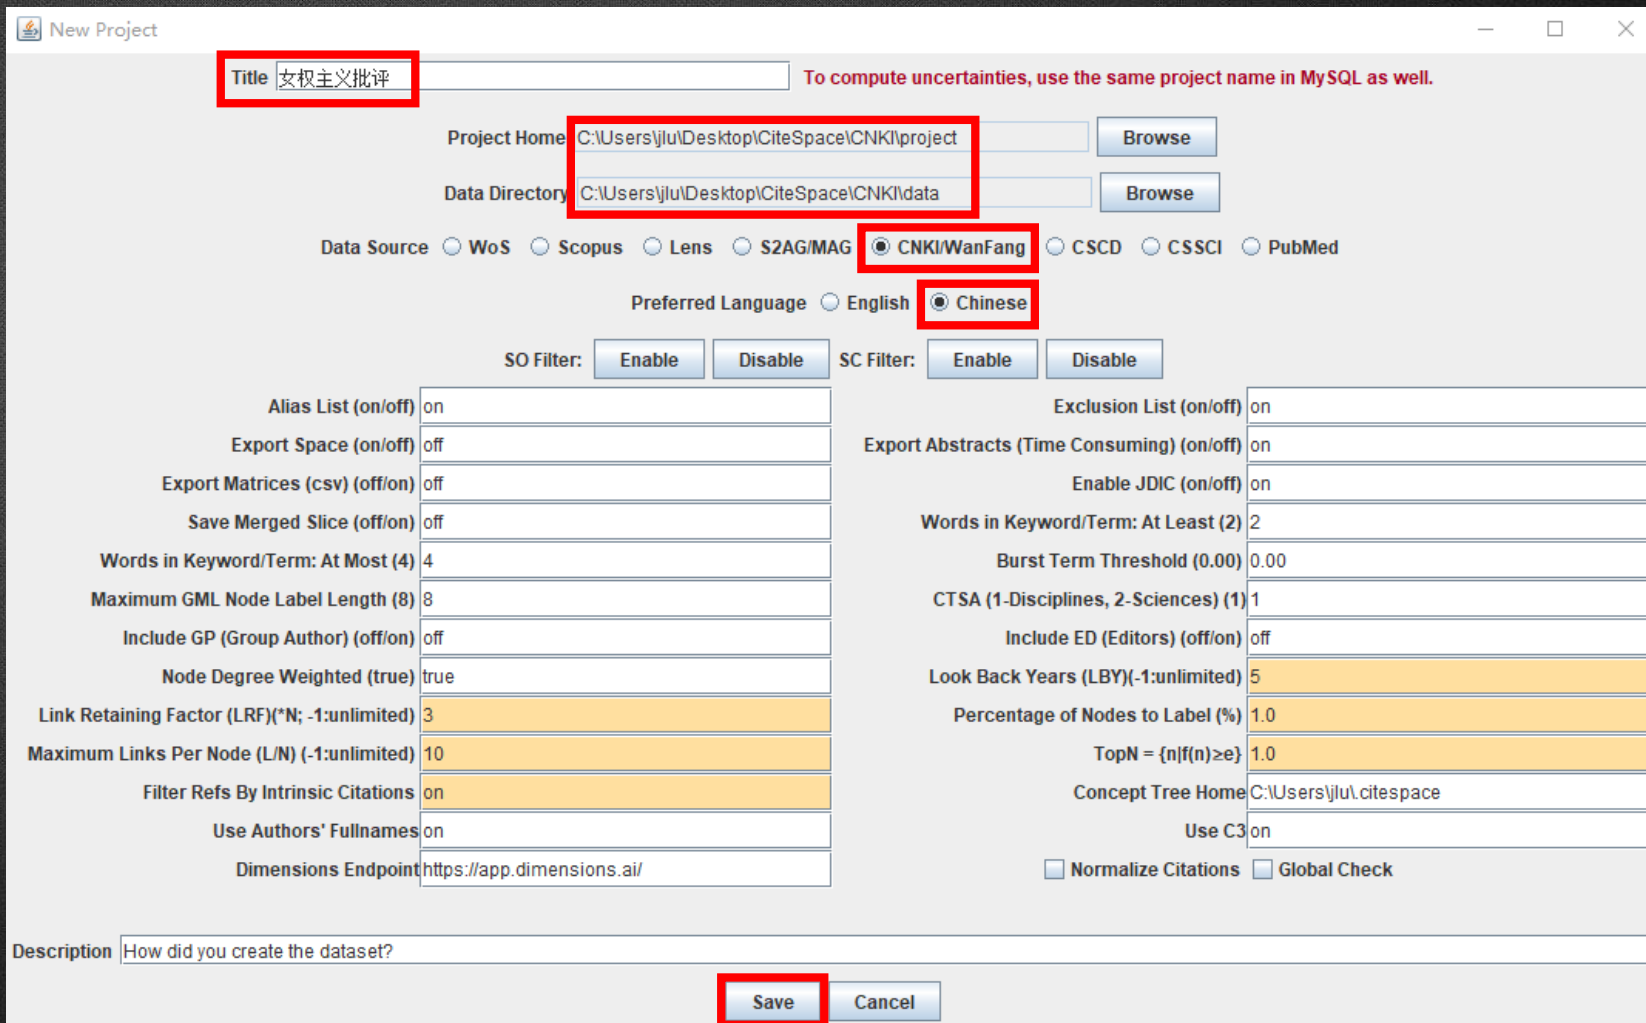 New Project
Title 女权主义批评 To compute uncertainties, use the same project name in MySQL as well.
Project Home C:\Users\jlu\Desktop\CiteSpace\CNKI\project Browse
Data Directory C:\Users\jlu\Desktop\CiteSpace\CNKI\data Browse
Data Source WoS Scopus Lens S2AG/MAG CNKI/WanFang CSCD CSSCI PubMed
Preferred Language English Chinese
SO Filter: Enable Disable SC Filter: Enable Disable
Alias List (on/off) on Exclusion List (on/off) on
Export Space (on/off) off Export Abstracts (Time Consuming) (on/off) on
Export Matrices (csv) (off/on) off Enable JDIC (on/off) on
Save Merged Slice (off/on) off Words in Keyword/Term: At Least (2) 2
Words in Keyword/Term: At Most (4) 4 Burst Term Threshold (0.00) 0.00
Maximum GML Node Label Length (8) 8 CTSA (1-Disciplines, 2-Sciences) (1) 1
Include GP (Group Author) (off/on) off Include ED (Editors) (off/on) off
Node Degree Weighted (true) true Look Back Years (LBY)(-1:unlimited) 5
Link Retaining Factor (LRF)(*N; -1:unlimited) 3 Percentage of Nodes to Label (%) 1.0
Maximum Links Per Node (L/N) (-1:unlimited) 10 TopN = {n|f(n)≥e} 1.0
Filter Refs By Intrinsic Citations on Concept Tree Home C:\Users\jlu\.citespace
Use Authors' Fullnames on Use C3 on
Dimensions Endpoint https://app.dimensions.ai/ Normalize Citations Global Check
Description How did you create the dataset?
Save Cancel